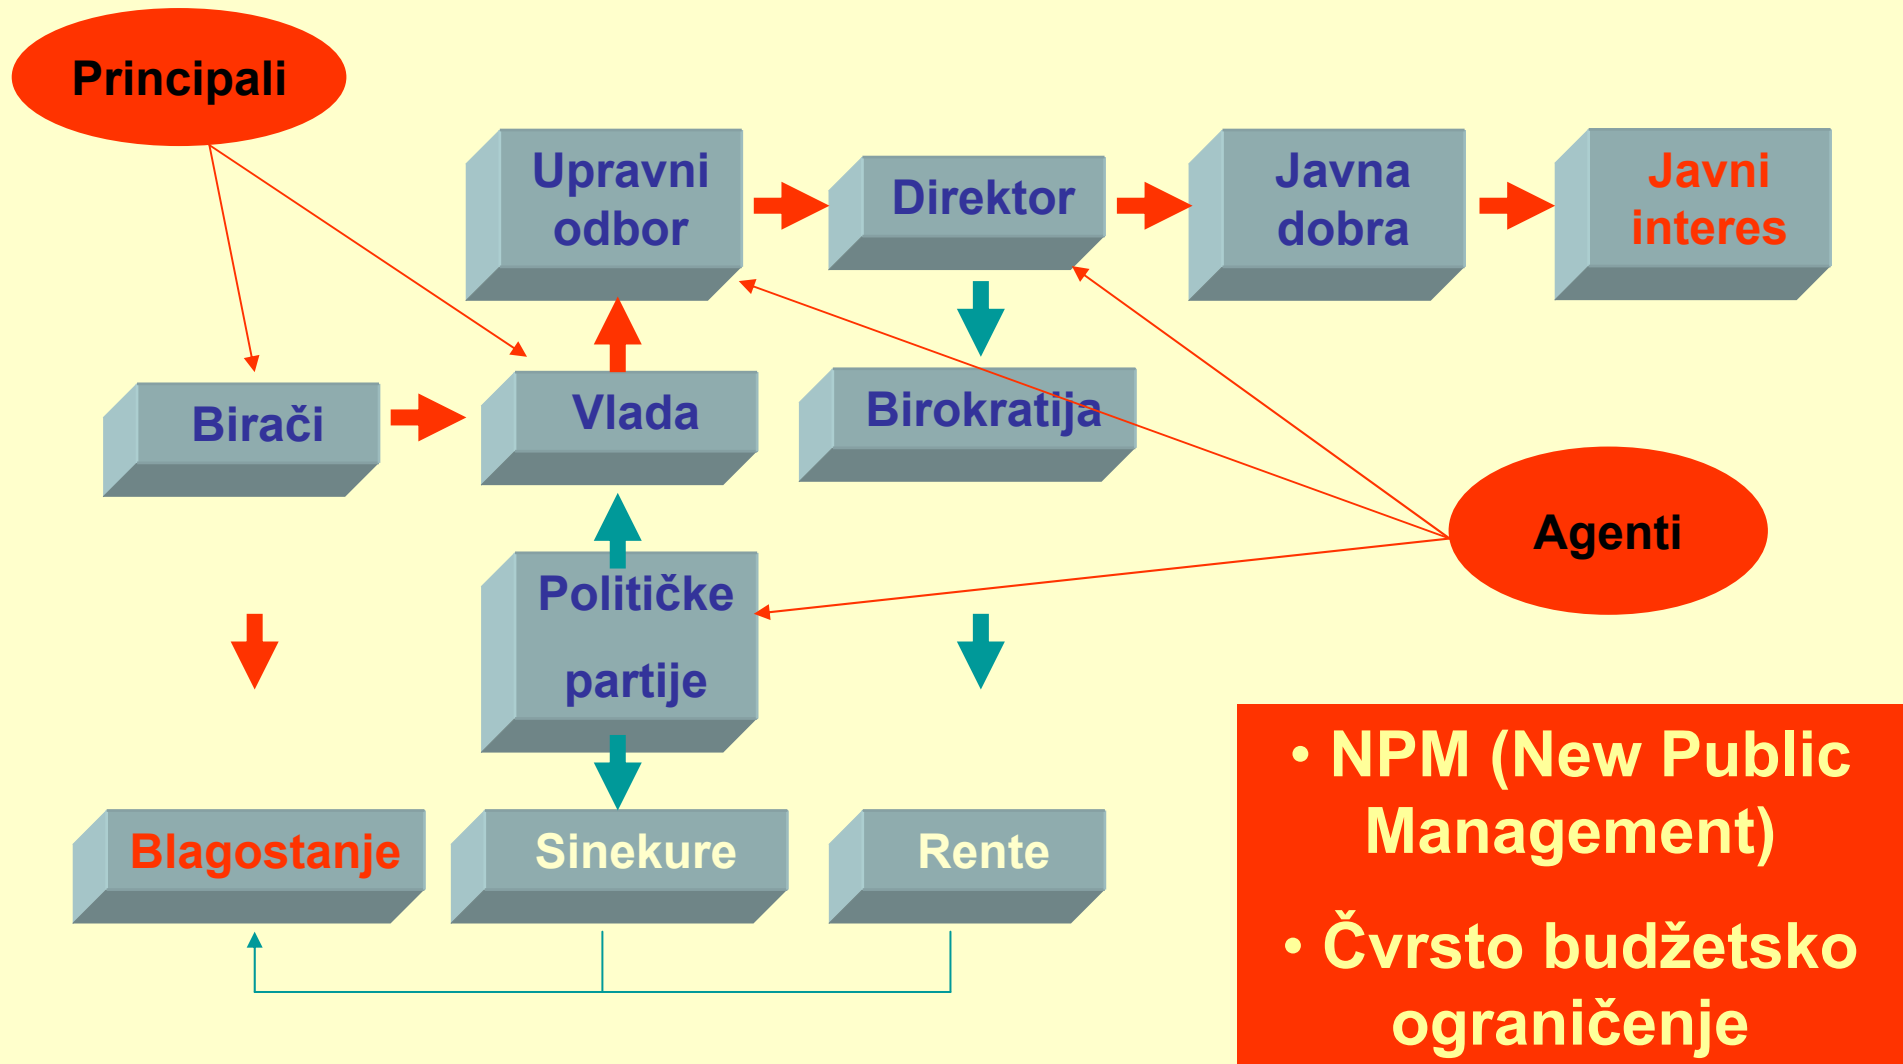 Principali
Upravni
odbor
Direktor
Javna
dobra
Javni
interes
Birači
Vlada
Birokratija
Agenti
Političke
partije
Blagostanje
Sinekure
Rente
• NPM (New Public
Management)
• Čvrsto budžetsko
ograničenje